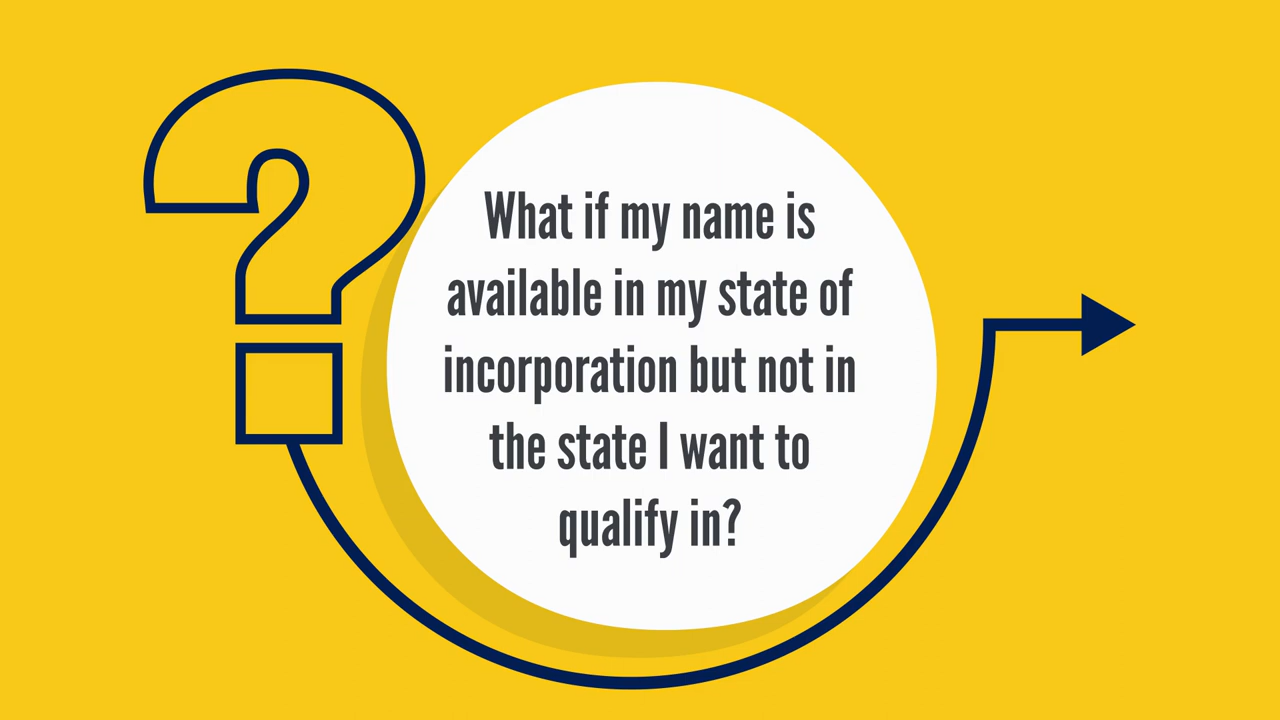 What if my name is
available in my state of
incorporation but not in
the state I want to
qualify in?